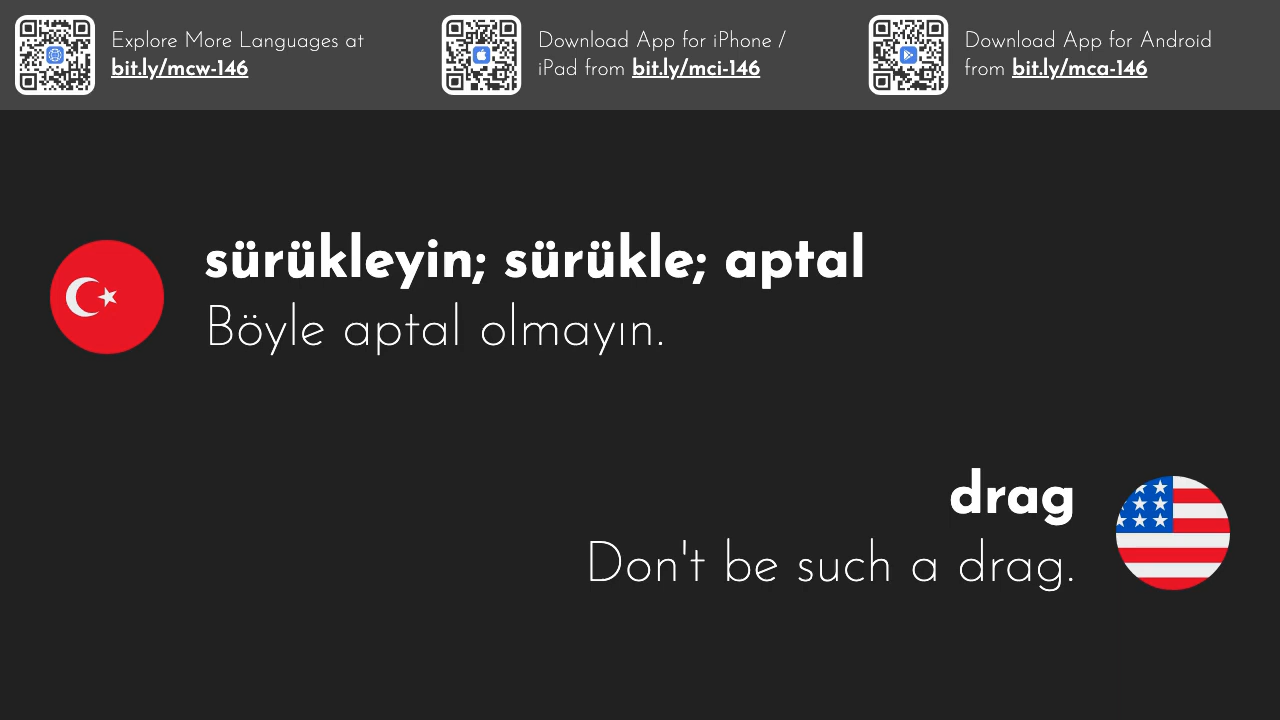 Explore More Languages at
bit.ly/mcw-146
Download App for iPhone /
iPad from bit.ly/mci-146
Download App for Android
from bit.ly/mca-146
sürükleyin; sürükle; aptal
Böyle aptal olmayın.
drag
Don't be such a drag.